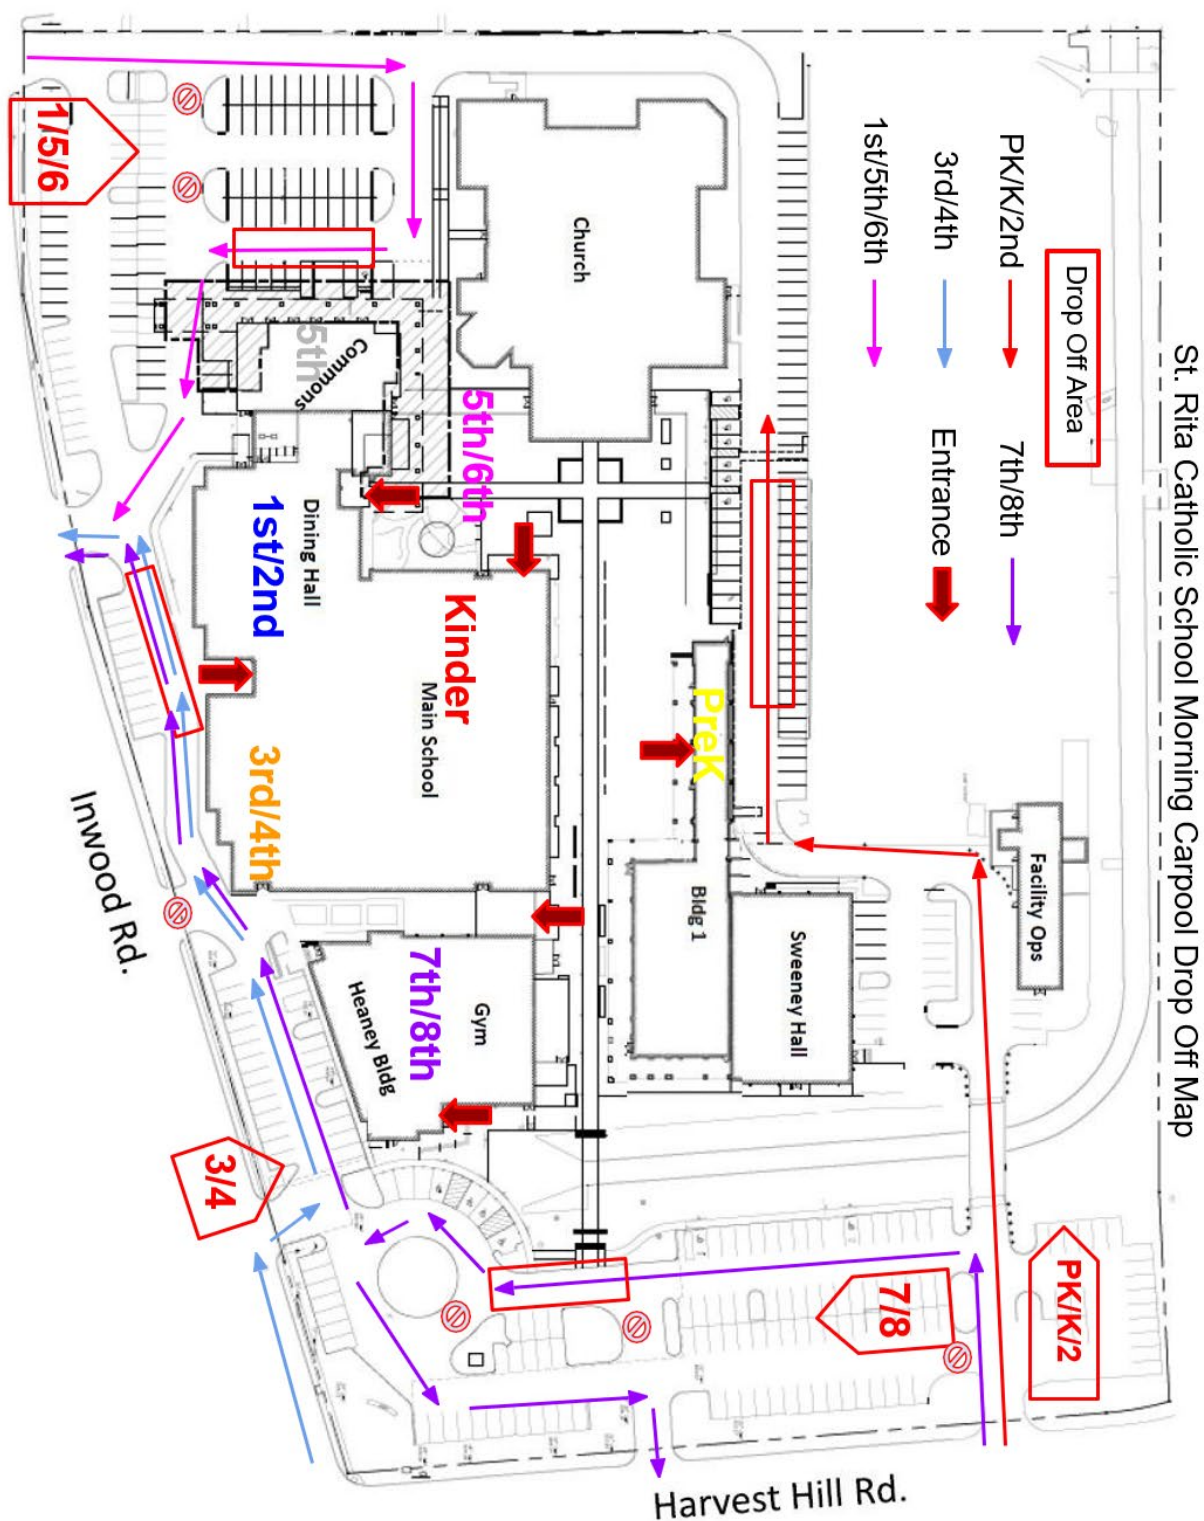 St. Rita Catholic School Morning Carpool Drop Off Map
Drop Off Area
PK/K/2nd
7th/8th
3rd/4th
Entrance
1st/5th/6th
1/5/6
Church
Commons
5th
5th/6th
Dining Hall
1st/2nd
Kinder
Main School
3rd/4th
PreK
Bldg 1
Sweeney Hall
Facility Ops
Gym
7th/8th
Heaney Bldg
Inwood Rd.
3/4
7/8
PK/K/2
Harvest Hill Rd.